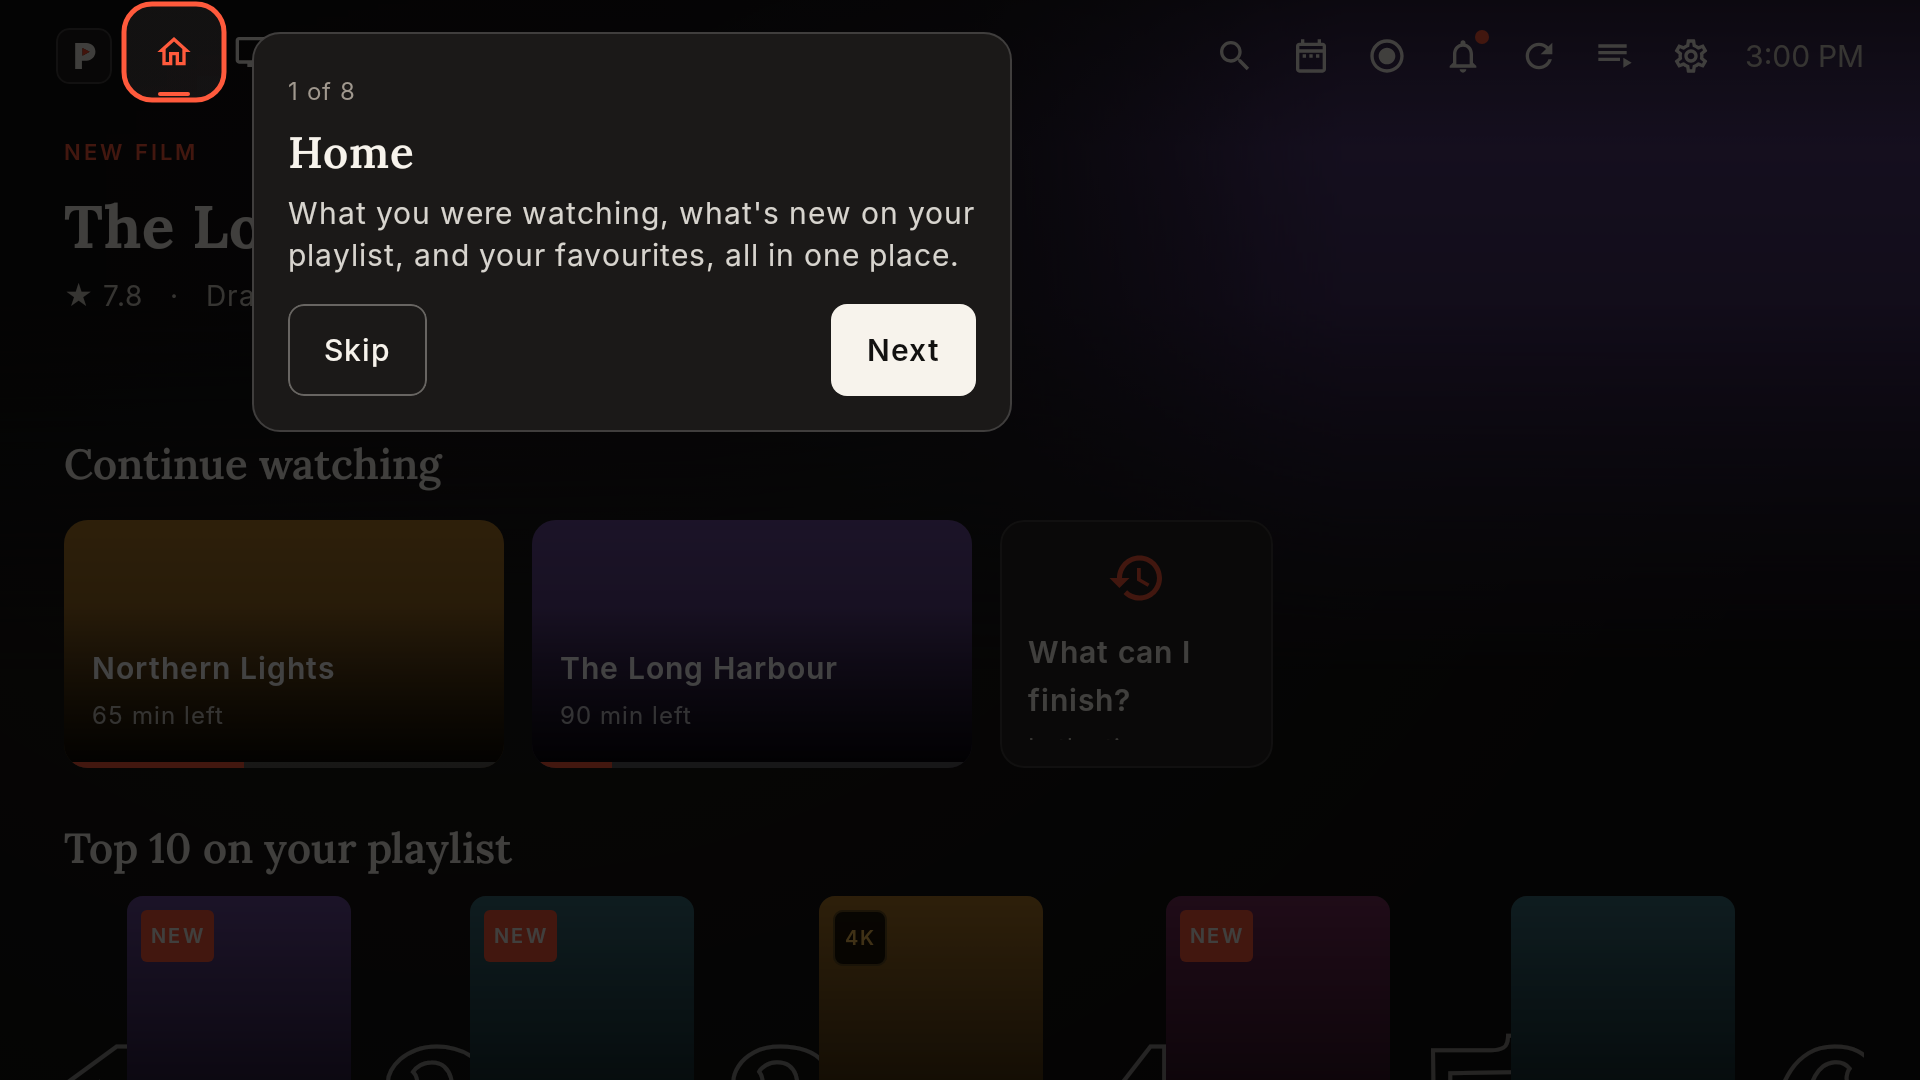 P
3:00 PM
1 of 8
Home
What you were watching, what's new on your
playlist, and your favourites, all in one place.
Skip
Next
NEW FILM
The Lo
★ 7.8 · Dra
Continue watching
Northern Lights
65 min left
The Long Harbour
90 min left
What can I
finish?
Top 10 on your playlist
NEW
NEW
4K
NEW